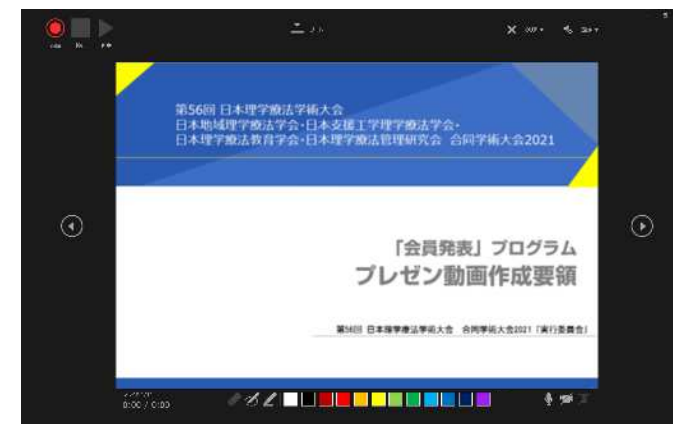 第56回 日本理学療法学術大会
日本地域理学療法学会・日本支援工学理学療法学会・
日本理学療法教育学会・日本理学療法管理研究会 合同学術大会2021
「会員発表」プログラム
プレゼン動画作成要領
第56回 日本理学療法学術大会 合同学術大会2021「実行委員会」
0:00 / 0:00